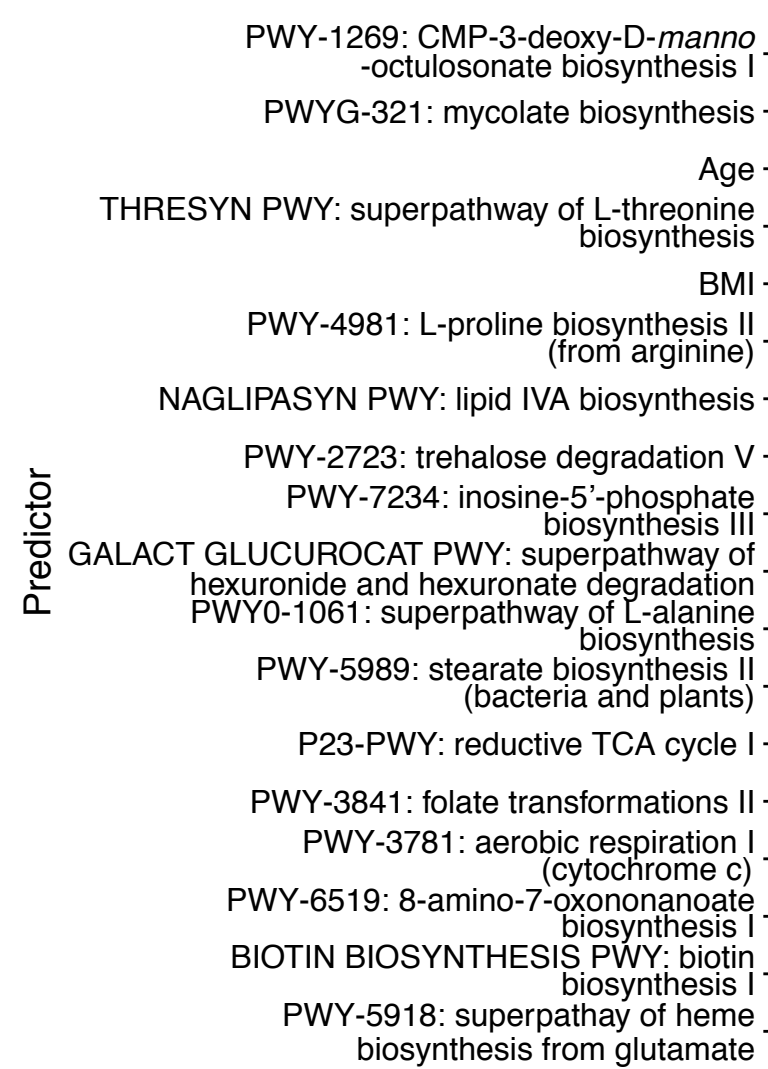 PWY-1269: CMP-3-deoxy-D-manno
-octulosonate biosynthesis I
PWYG-321: mycolate biosynthesis
Age
THRESYN PWY: superpathway of L-threonine
biosynthesis
BMI
PWY-4981: L-proline biosynthesis II
(from arginine)
NAGLIPASYN PWY: lipid IVA biosynthesis
PWY-2723: trehalose degradation V
PWY-7234: inosine-5’-phosphate
biosynthesis III
GALACT GLUCUROCAT PWY: superpathway of
hexuronide and hexuronate degradation
PWY0-1061: superpathway of L-alanine
biosynthesis
PWY-5989: stearate biosynthesis II
(bacteria and plants)
P23-PWY: reductive TCA cycle I
PWY-3841: folate transformations II
PWY-3781: aerobic respiration I
(cytochrome c)
PWY-6519: 8-amino-7-oxononanoate
biosynthesis I
BIOTIN BIOSYNTHESIS PWY: biotin
biosynthesis I
PWY-5918: superpathay of heme
biosynthesis from glutamate
Predictor